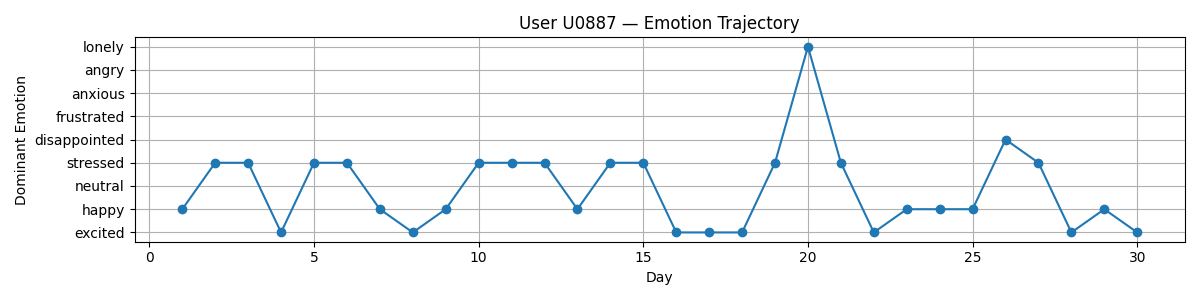 User U0887 — Emotion Trajectory
Dominant Emotion
lonely
angry
anxious
frustrated
disappointed
stressed
neutral
happy
excited
0 5 10 15 20 25 30
Day